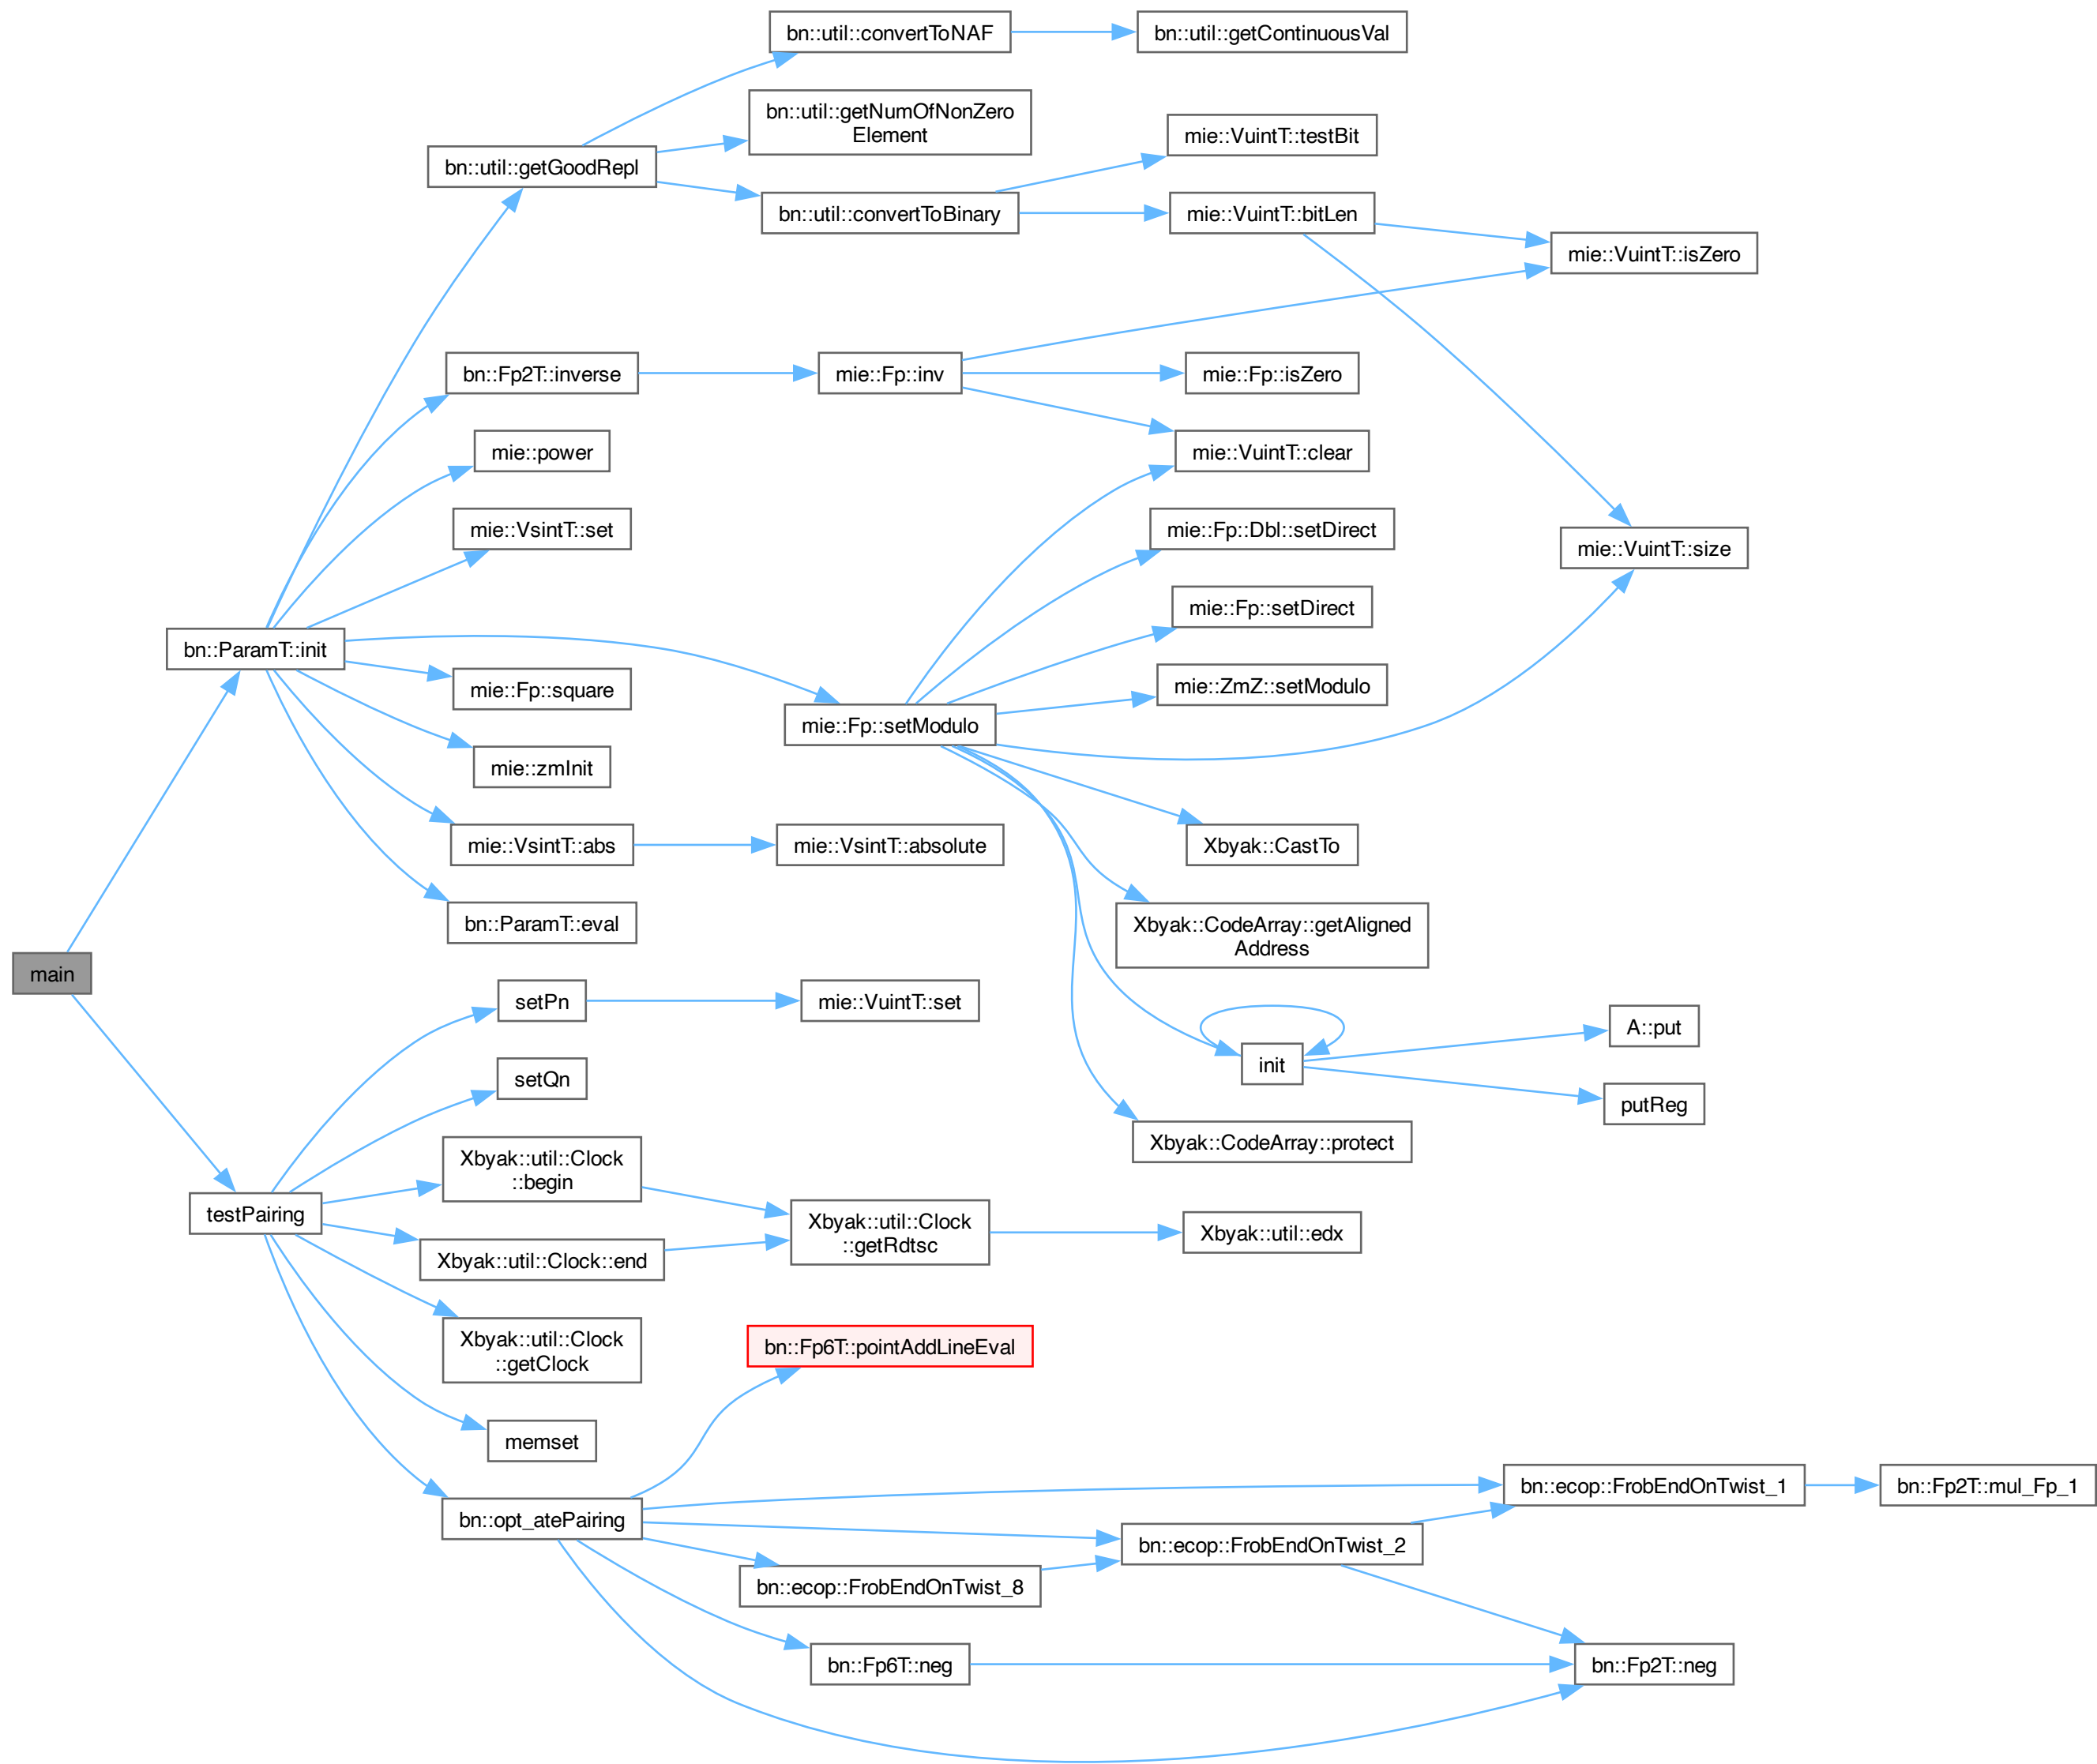 bn::util::convertToNAF
bn::util::getContinuousVal
bn::util::getNumOfNonZero
Element
mie::VuintT::testBit
bn::util::getGoodRepl
bn::util::convertToBinary
mie::VuintT::bitLen
mie::VuintT::isZero
bn::Fp2T::inverse
mie::Fp::inv
mie::Fp::isZero
mie::power
mie::VuintT::clear
mie::VsintT::set
mie::Fp::Dbl::setDirect
mie::VuintT::size
mie::Fp::setDirect
bn::ParamT::init
mie::Fp::square
mie::ZmZ::setModulo
mie::Fp::setModulo
mie::zmInit
mie::VsintT::abs
mie::VsintT::absolute
Xbyak::CastTo
bn::ParamT::eval
Xbyak::CodeArray::getAligned
Address
main
setPn
mie::VuintT::set
A::put
init
setQn
putReg
Xbyak::CodeArray::protect
Xbyak::util::Clock
::begin
testPairing
Xbyak::util::Clock
::getRdtsc
Xbyak::util::edx
Xbyak::util::Clock::end
Xbyak::util::Clock
::getClock
bn::Fp6T::pointAddLineEval
memset
bn::ecop::FrobEndOnTwist_1
bn::Fp2T::mul_Fp_1
bn::opt_atePairing
bn::ecop::FrobEndOnTwist_2
bn::ecop::FrobEndOnTwist_8
bn::Fp6T::neg
bn::Fp2T::neg